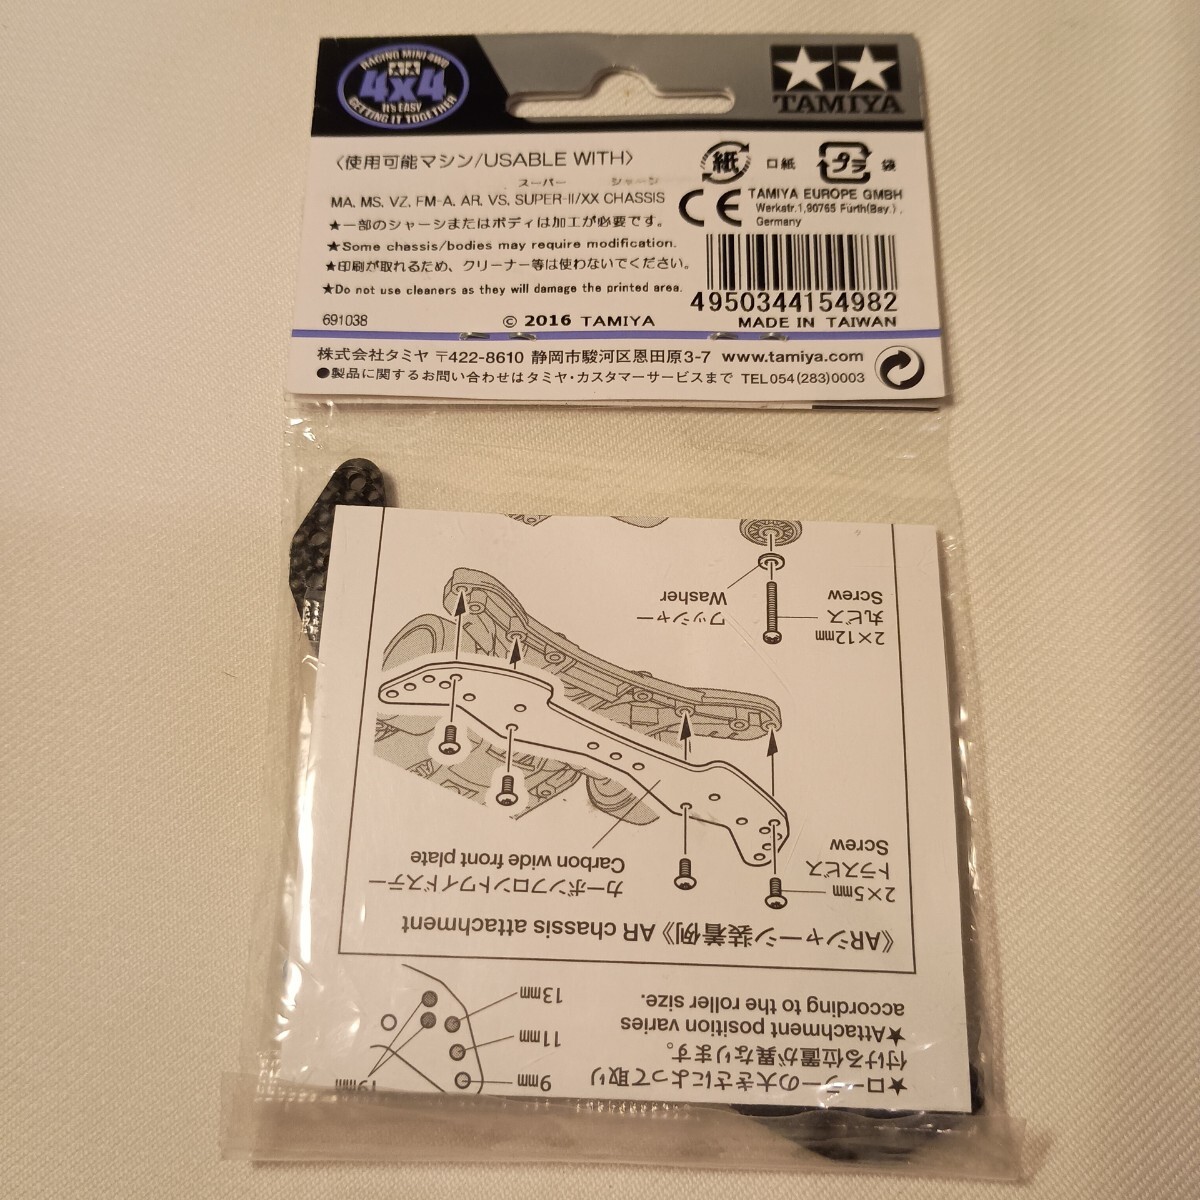 RACING MINI 4WD
4x4
It's EASY
GETTING IT TOGETHER
TAMIYA
〈使用可能マシン/USABLE WITH〉
スーパー シャーシ
MA, MS, VZ, FM-A, AR, VS, SUPER-II/XX CHASSIS
★一部のシャーシまたはボディは加工が必要です。
★Some chassis/bodies may require modification.
★印刷が取れるため、クリーナー等は使わないでください。
★Do not use cleaners as they will damage the printed area.
691038
© 2016 TAMIYA
紙 口紙
プラ 袋
CE
TAMIYA EUROPE GMBH
Werkstr.1,90765 Fürth(Bay.),
Germany
4950344154982
MADE IN TAIWAN
株式会社タミヤ 〒422-8610 静岡市駿河区恩田原3-7 www.tamiya.com
●製品に関するお問い合わせはタミヤ・カスタマーサービスまで TEL054(283)0003
★ローラーの大きさによって取り
付ける位置が異なります。
★Attachment position varies
according to the roller size.
9mm
11mm
13mm
19mm
《ARシャーシ装着例》 AR chassis attachment
2×5mm
トラスビス
Screw
カーボンフロントワイドステー
Carbon wide front plate
2×12mm
丸ビス
Screw
ワッシャー
Washer